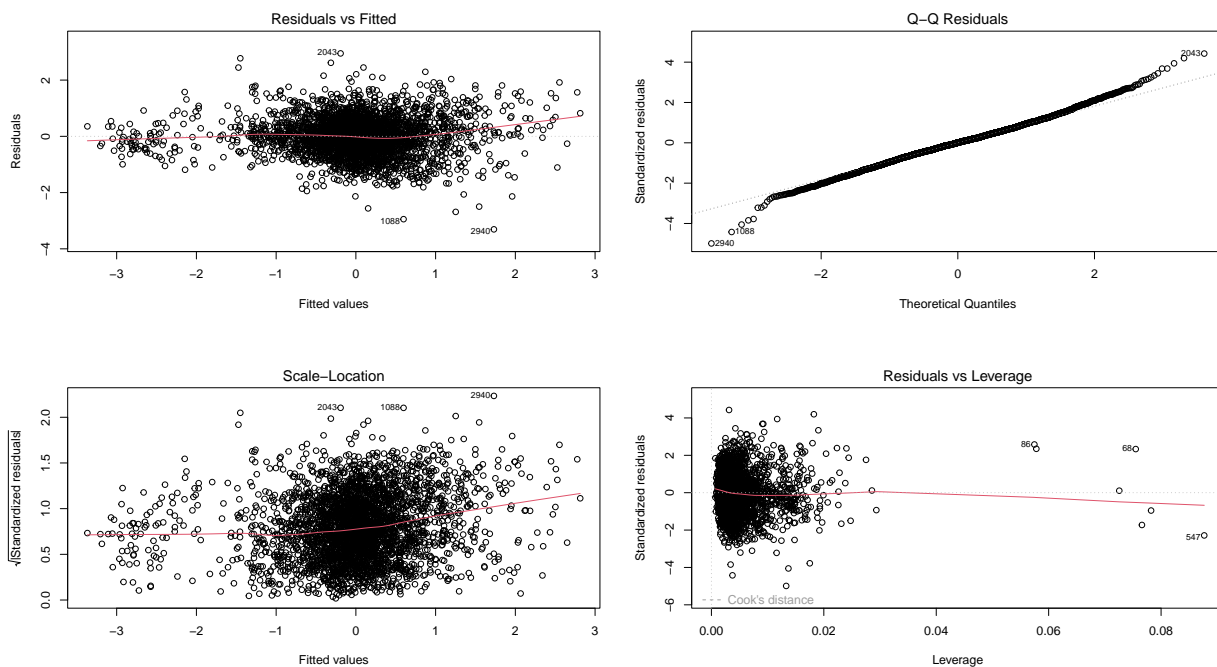 Residuals vs Fitted
Residuals
2
0
−2
−4
2043
1088
2940
−3 −2 −1 0 1 2 3
Fitted values
Q−Q Residuals
Standardized residuals
4
2
0
−2
−4
2043
1088
2940
−2 0 2
Theoretical Quantiles
Scale−Location
√|Standardized residuals|
2.0
1.5
1.0
0.5
0.0
2043 1088 2940
−3 −2 −1 0 1 2 3
Fitted values
Residuals vs Leverage
Standardized residuals
4
2
0
−2
−4
−6
86 68
547
Cook's distance
0.00 0.02 0.04 0.06 0.08
Leverage